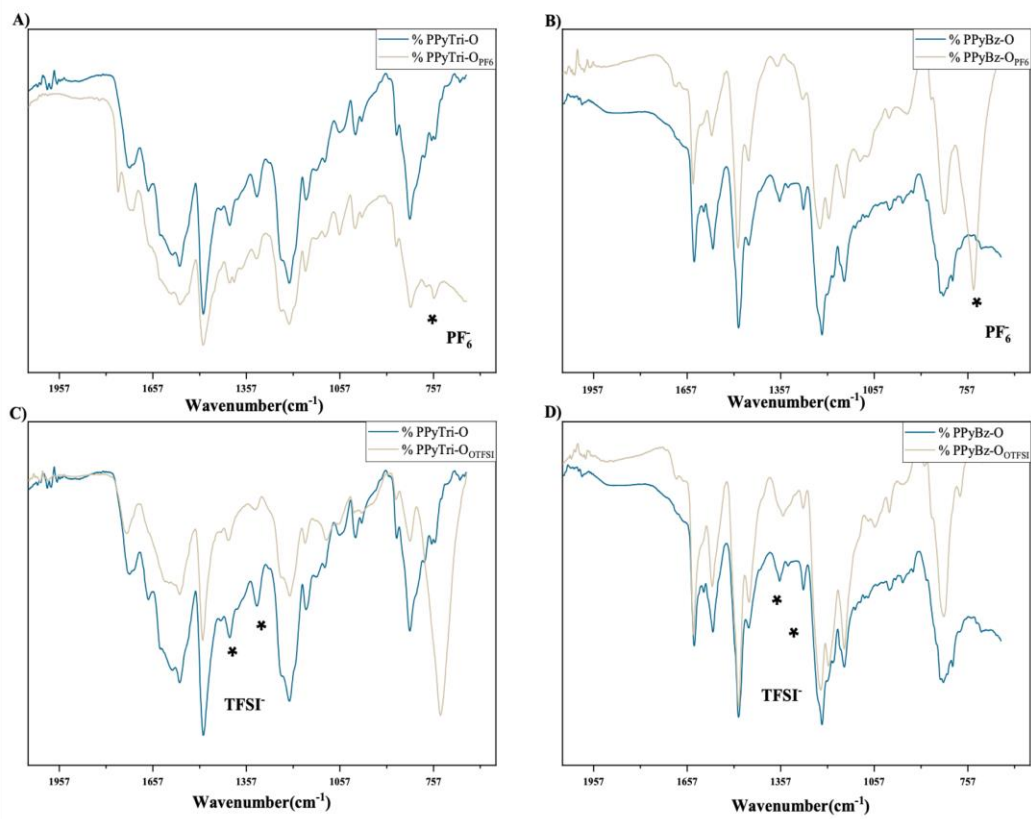 A)
% PPyTri-O
% PPyTri-OPF6
*
PF6-
1957 1657 1357 1057 757
Wavenumber(cm-1)
B)
% PPyBz-O
% PPyBz-OPF6
*
PF6-
1957 1657 1357 1057 757
Wavenumber(cm-1)
C)
% PPyTri-O
% PPyTri-OOTFSI
*
*
TFSI-
1957 1657 1357 1057 757
Wavenumber(cm-1)
D)
% PPyBz-O
% PPyBz-OOTFSI
*
*
TFSI-
1957 1657 1357 1057 757
Wavenumber(cm-1)